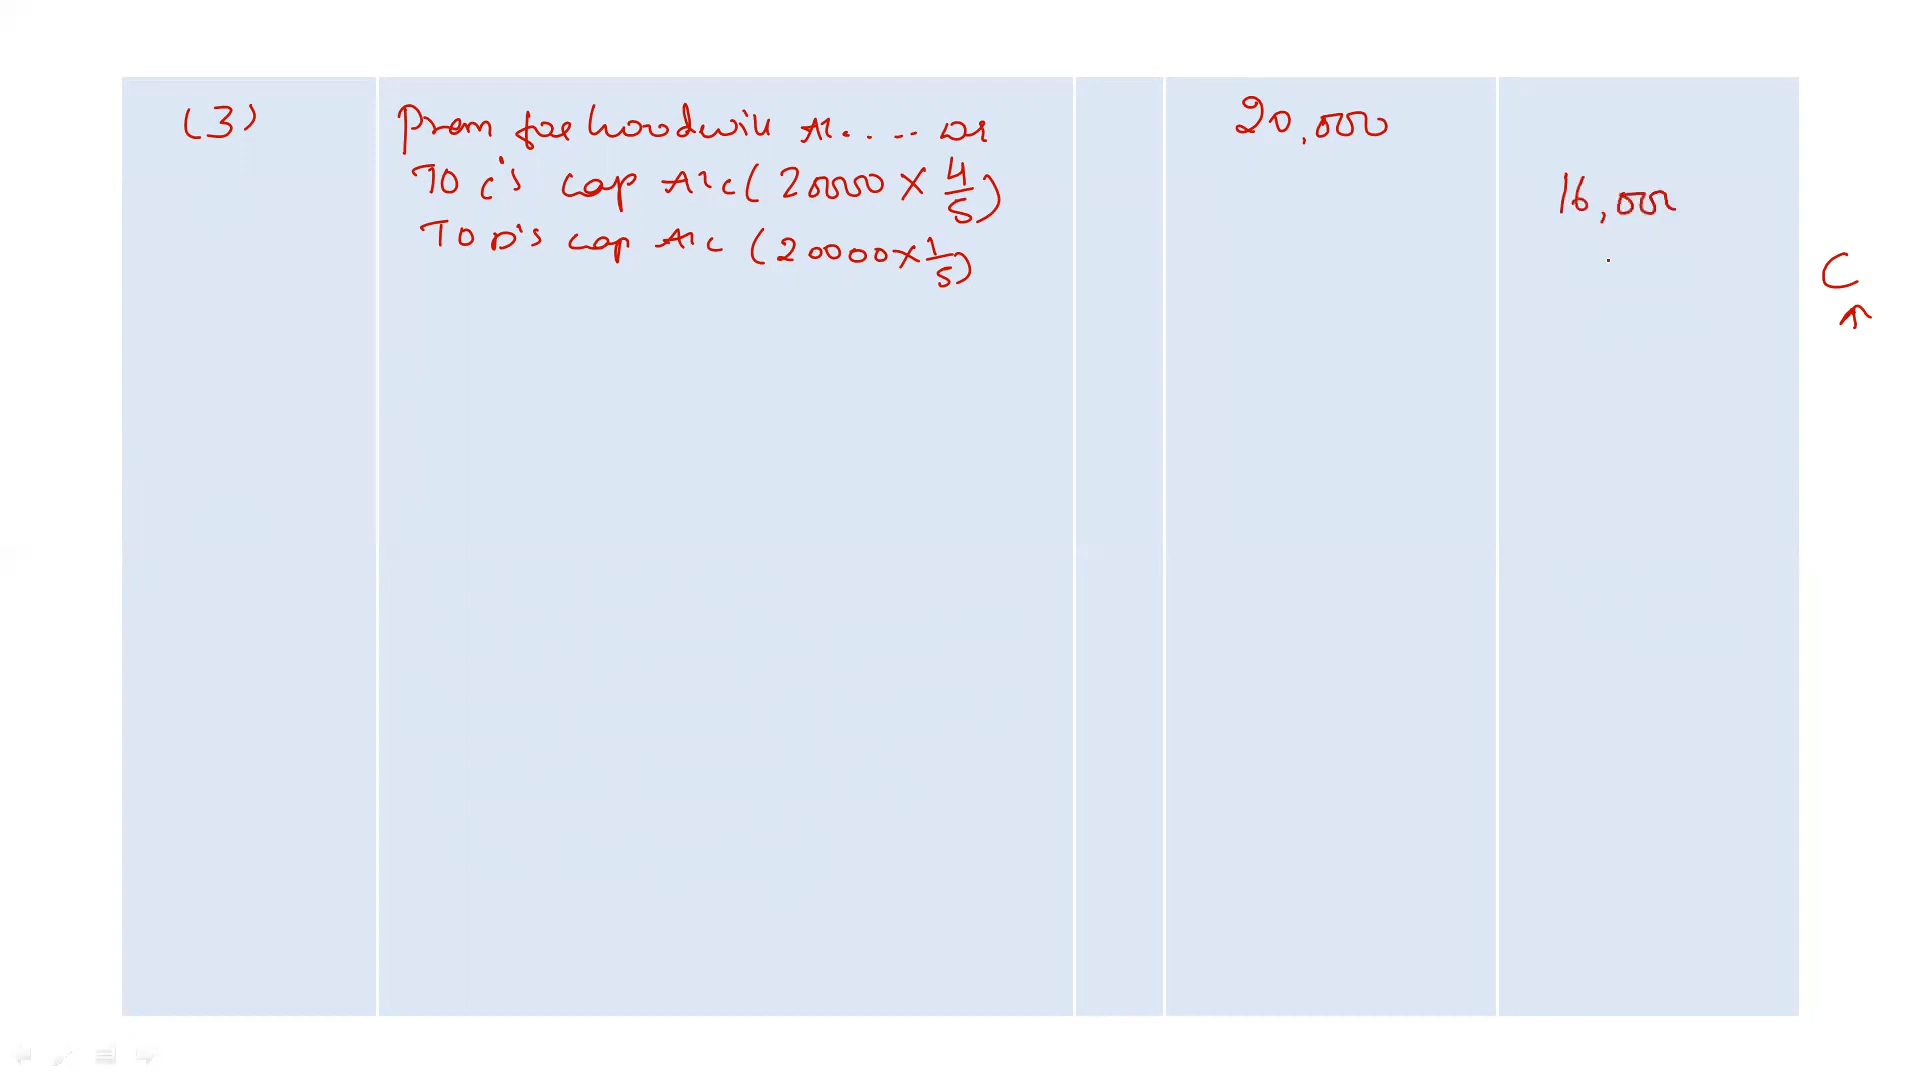 (3) Prem for Goodwill A/c.... Dr 20,000
To C's cap A/c (20000 × 4/5) 16,000
To D's cap A/c (20000 × 1/5)
C
↑